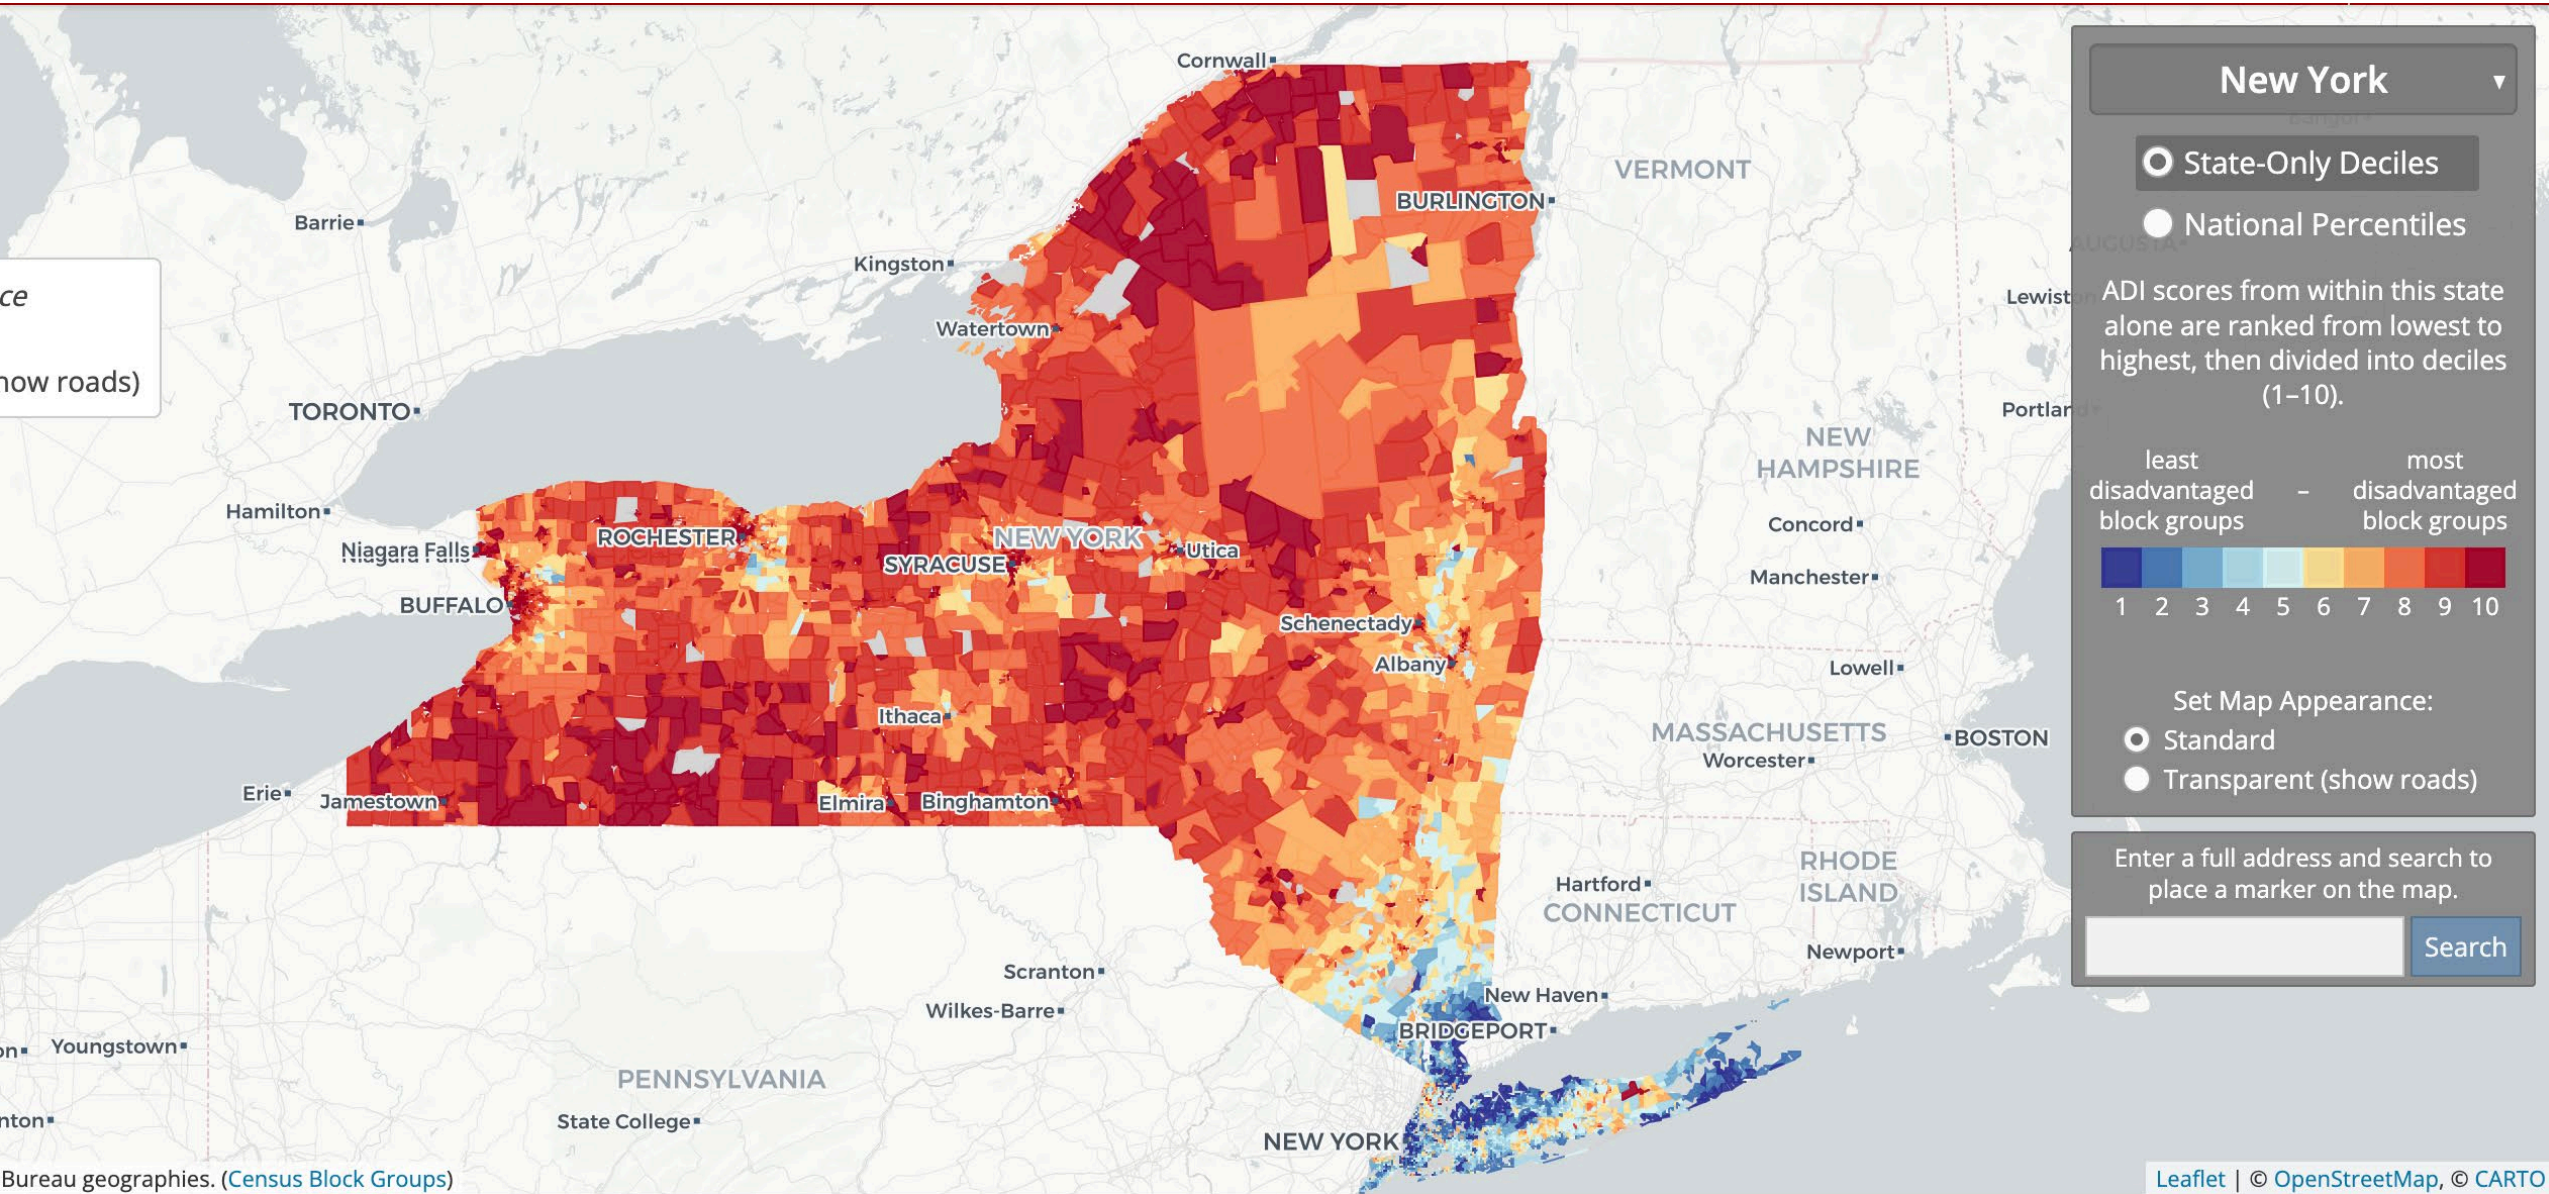 Cornwall
Barrie
Kingston
Watertown
TORONTO
Hamilton
Niagara Falls
BUFFALO
ROCHESTER
SYRACUSE
NEW YORK
Utica
Schenectady
Albany
Ithaca
Elmira
Binghamton
Jamestown
Erie
BURLINGTON
VERMONT
NEW
HAMPSHIRE
Concord
Manchester
Lowell
MASSACHUSETTS
Worcester
BOSTON
RHODE
ISLAND
Hartford
CONNECTICUT
Newport
New Haven
BRIDGEPORT
NEW YORK
Scranton
Wilkes-Barre
PENNSYLVANIA
State College
Youngstown
on
nton
Lewist
Portland
Bangor
AUGUSTA
ce
how roads)
New York
State-Only Deciles
National Percentiles
ADI scores from within this state
alone are ranked from lowest to
highest, then divided into deciles
(1–10).
least
disadvantaged
block groups
–
most
disadvantaged
block groups
1 2 3 4 5 6 7 8 9 10
Set Map Appearance:
Standard
Transparent (show roads)
Enter a full address and search to
place a marker on the map.
Search
Bureau geographies. (Census Block Groups)
Leaflet | © OpenStreetMap, © CARTO